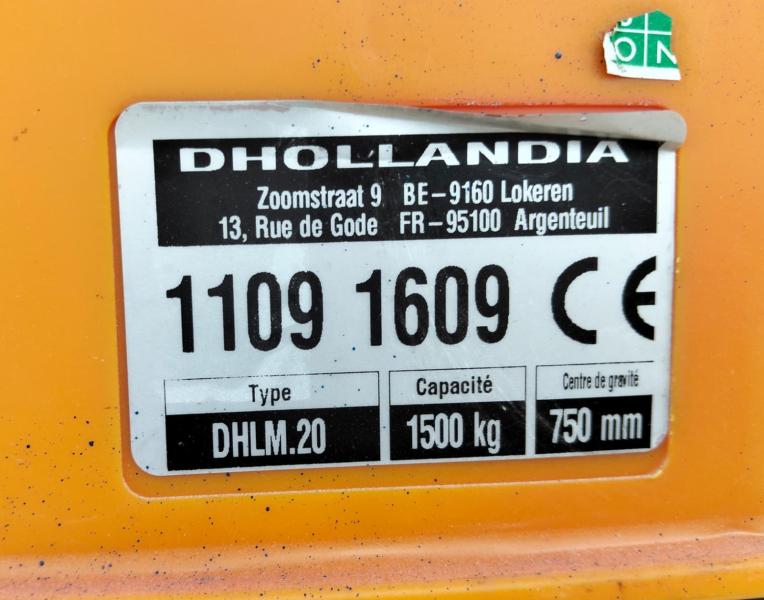 O N
DHOLLANDIA
Zoomstraat 9 BE-9160 Lokeren
13, Rue de Gode FR-95100 Argenteuil
1109 1609 CE
Type Capacité Centre de gravité
DHLM.20 1500 kg 750 mm